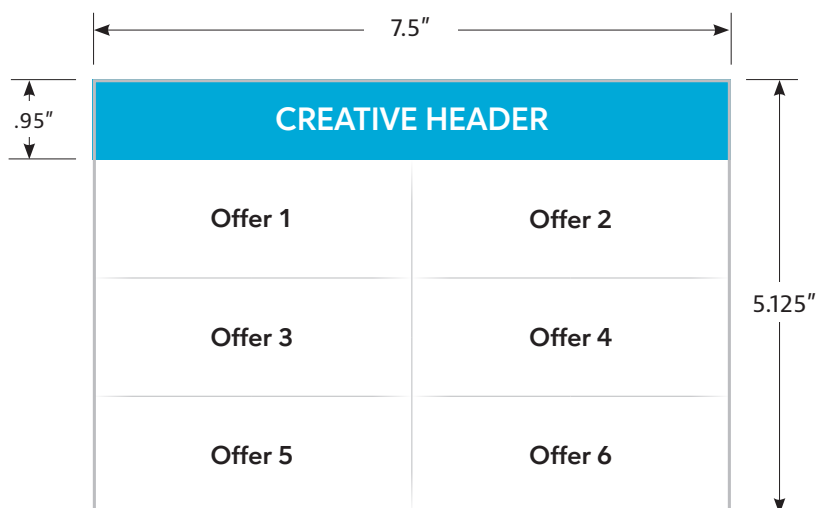 7.5″
.95″
CREATIVE HEADER
Offer 1
Offer 2
5.125″
Offer 3
Offer 4
Offer 5
Offer 6